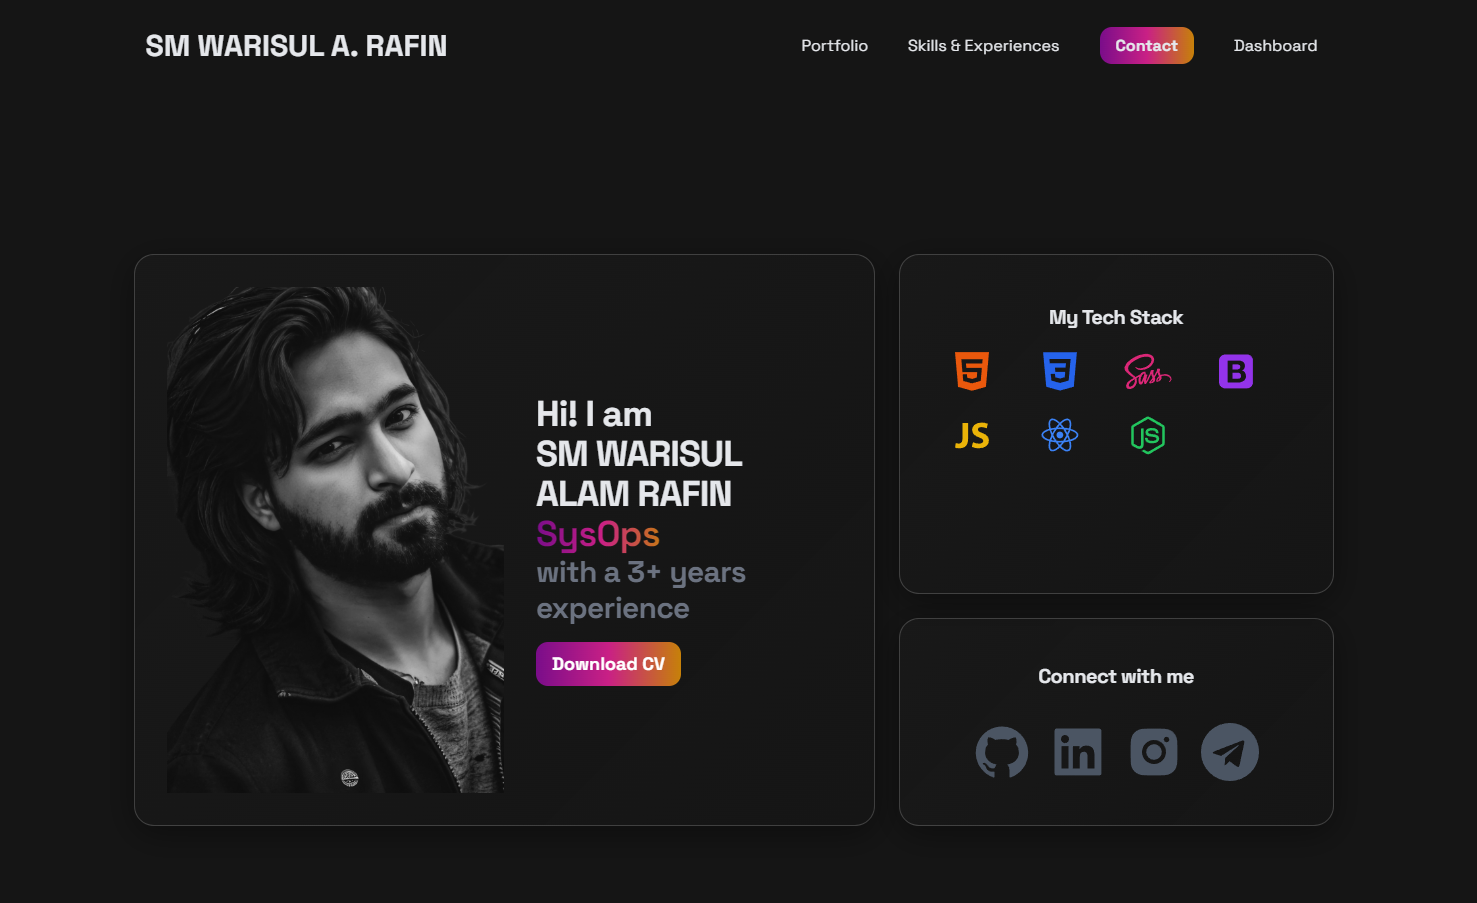 SM WARISUL A. RAFIN
Portfolio
Skills & Experiences
Contact
Dashboard
Hi! I am
SM WARISUL
ALAM RAFIN
SysOps
with a 3+ years
experience
Download CV
My Tech Stack
5
3
Sass
B
JS
JS
Connect with me
in